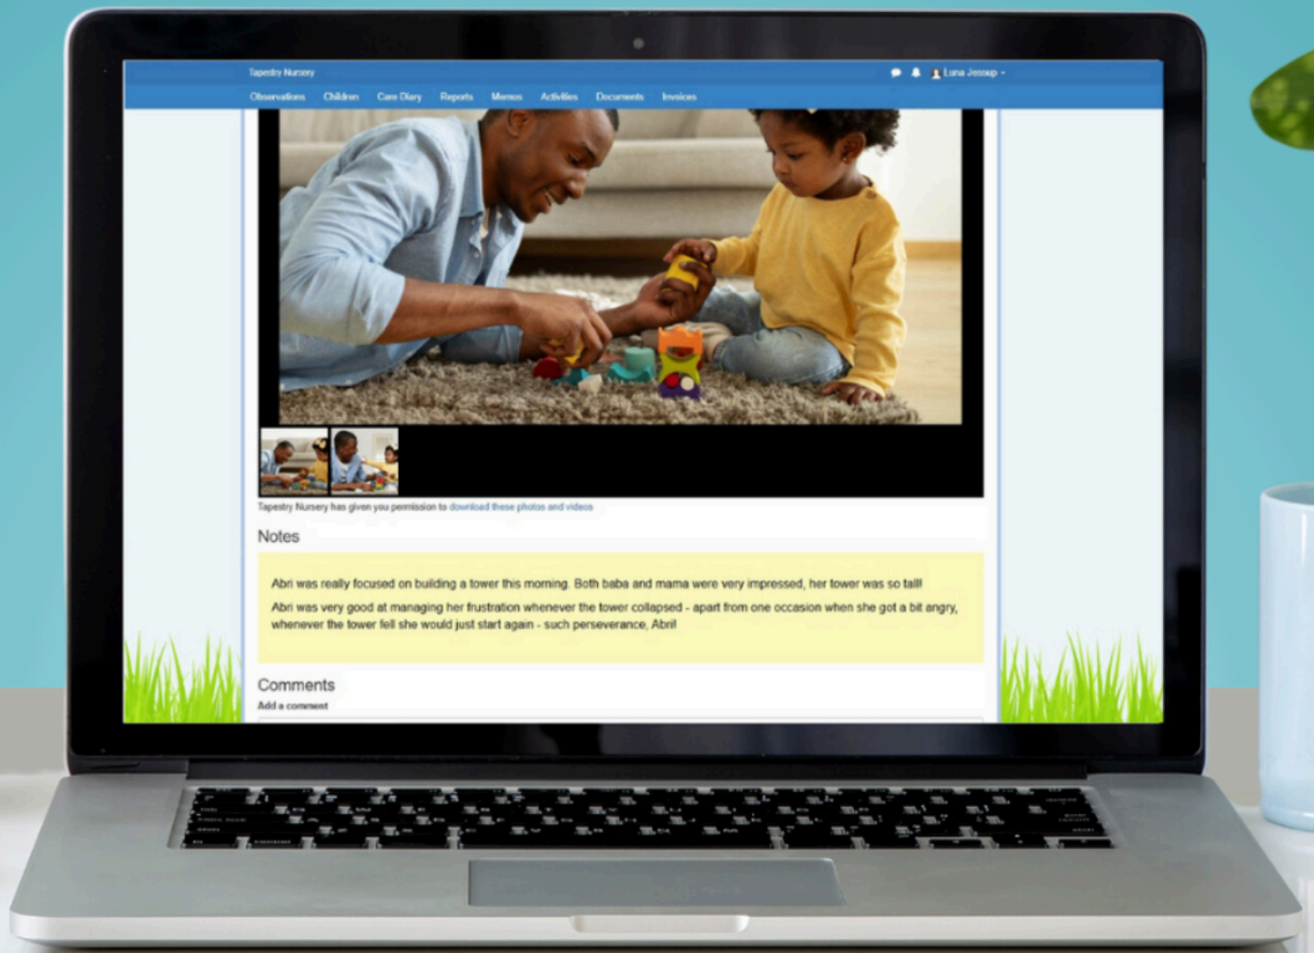 Tapestry Nursery
Luna Jessup
Observations Children Care Diary Reports Memos Activities Documents Invoices
Tapestry Nursery has given you permission to download these photos and videos
Notes
Abri was really focused on building a tower this morning. Both baba and mama were very impressed, her tower was so tall!
Abri was very good at managing her frustration whenever the tower collapsed - apart from one occasion when she got a bit angry,
whenever the tower fell she would just start again - such perseverance, Abri!
Comments
Add a comment